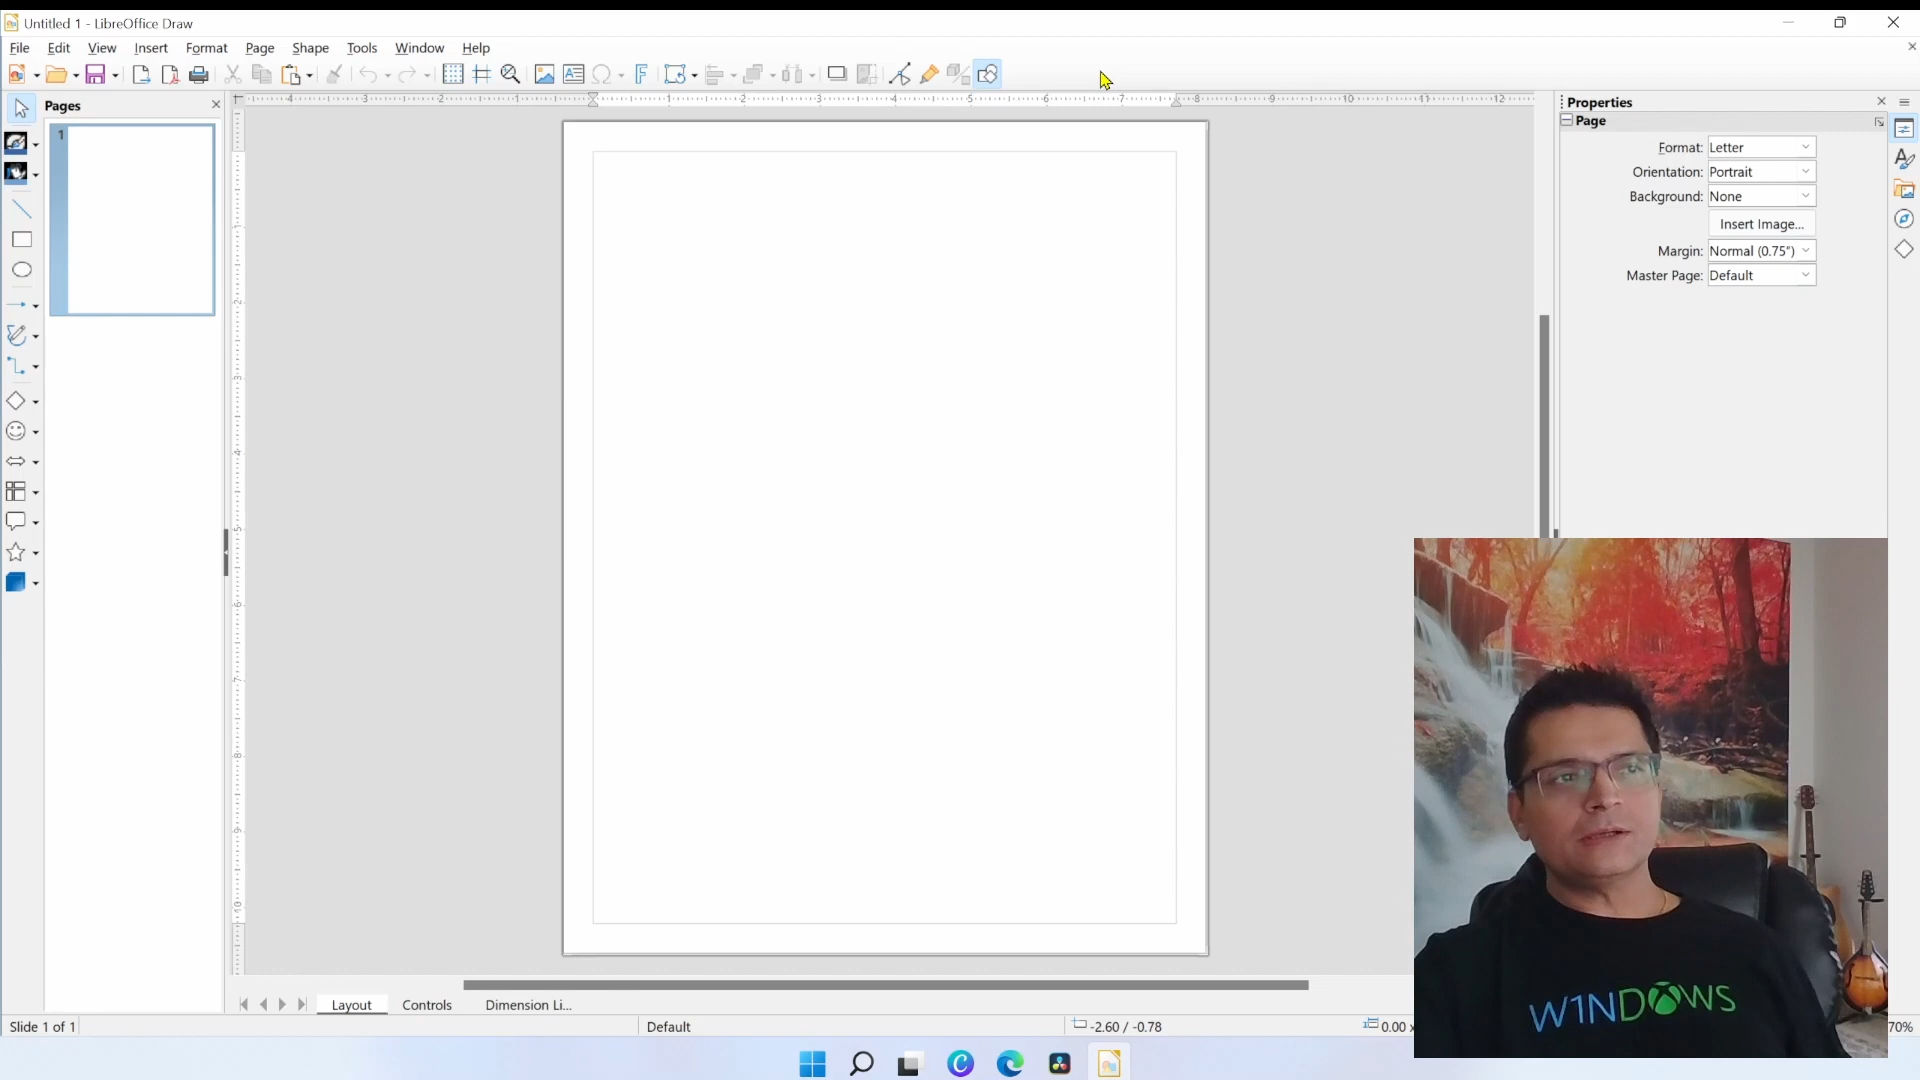 Untitled 1 - LibreOffice Draw
File Edit View Insert Format Page Shape Tools Window Help
Pages
1
Properties
Page
Format: Letter
Orientation: Portrait
Background: None
Insert Image...
Margin: Normal (0.75")
Master Page: Default
W1NDOWS
Layout Controls Dimension Li...
Slide 1 of 1 Default -2.60 / -0.78 0.00 x 70%